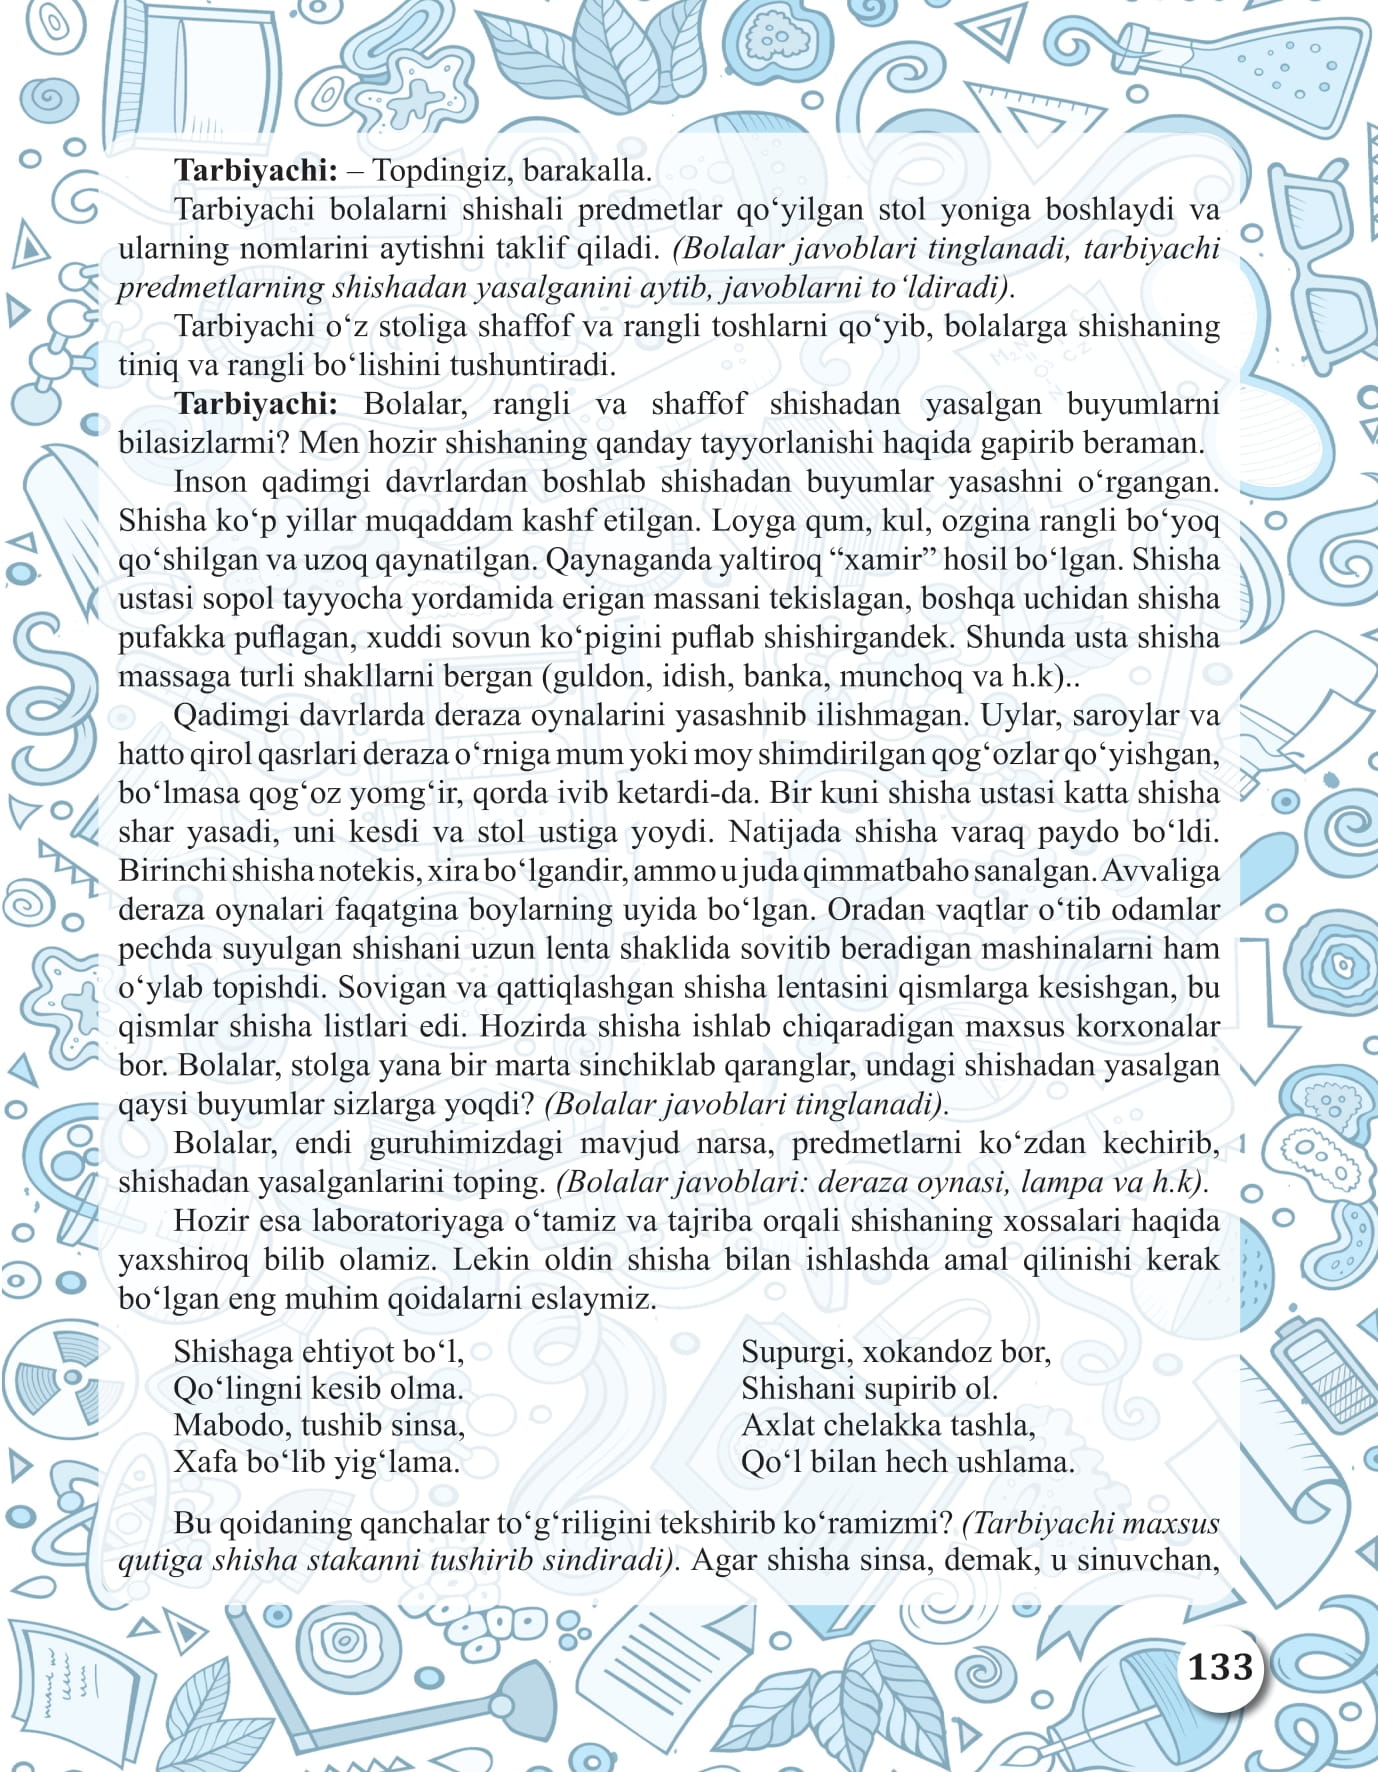 Tarbiyachi: – Topdingiz, barakalla.
Tarbiyachi bolalarni shishali predmetlar qo‘yilgan stol yoniga boshlaydi va
ularning nomlarini aytishni taklif qiladi. (Bolalar javoblari tinglanadi, tarbiyachi
predmetlarning shishadan yasalganini aytib, javoblarni to‘ldiradi).
Tarbiyachi o‘z stoliga shaffof va rangli toshlarni qo‘yib, bolalarga shishaning
tiniq va rangli bo‘lishini tushuntiradi.
Tarbiyachi: Bolalar, rangli va shaffof shishadan yasalgan buyumlarni
bilasizlarmi? Men hozir shishaning qanday tayyorlanishi haqida gapirib beraman.
Inson qadimgi davrlardan boshlab shishadan buyumlar yasashni o‘rgangan.
Shisha ko‘p yillar muqaddam kashf etilgan. Loyga qum, kul, ozgina rangli bo‘yoq
qo‘shilgan va uzoq qaynatilgan. Qaynaganda yaltiroq “xamir” hosil bo‘lgan. Shisha
ustasi sopol tayyocha yordamida erigan massani tekislagan, boshqa uchidan shisha
pufakka puflagan, xuddi sovun ko‘pigini puflab shishirgandek. Shunda usta shisha
massaga turli shakllarni bergan (guldon, idish, banka, munchoq va h.k)..
Qadimgi davrlarda deraza oynalarini yasashnib ilishmagan. Uylar, saroylar va
hatto qirol qasrlari deraza o‘rniga mum yoki moy shimdirilgan qog‘ozlar qo‘yishgan,
bo‘lmasa qog‘oz yomg‘ir, qorda ivib ketardi-da. Bir kuni shisha ustasi katta shisha
shar yasadi, uni kesdi va stol ustiga yoydi. Natijada shisha varaq paydo bo‘ldi.
Birinchi shisha notekis, xira bo‘lgandir, ammo u juda qimmatbaho sanalgan. Avvaliga
deraza oynalari faqatgina boylarning uyida bo‘lgan. Oradan vaqtlar o‘tib odamlar
pechda suyulgan shishani uzun lenta shaklida sovitib beradigan mashinalarni ham
o‘ylab topishdi. Sovigan va qattiqlashgan shisha lentasini qismlarga kesishgan, bu
qismlar shisha listlari edi. Hozirda shisha ishlab chiqaradigan maxsus korxonalar
bor. Bolalar, stolga yana bir marta sinchiklab qaranglar, undagi shishadan yasalgan
qaysi buyumlar sizlarga yoqdi? (Bolalar javoblari tinglanadi).
Bolalar, endi guruhimizdagi mavjud narsa, predmetlarni ko‘zdan kechirib,
shishadan yasalganlarini toping. (Bolalar javoblari: deraza oynasi, lampa va h.k).
Hozir esa laboratoriyaga o‘tamiz va tajriba orqali shishaning xossalari haqida
yaxshiroq bilib olamiz. Lekin oldin shisha bilan ishlashda amal qilinishi kerak
bo‘lgan eng muhim qoidalarni eslaymiz.
Shishaga ehtiyot bo‘l,
Qo‘lingni kesib olma.
Mabodo, tushib sinsa,
Xafa bo‘lib yig‘lama.
Supurgi, xokandoz bor,
Shishani supirib ol.
Axlat chelakka tashla,
Qo‘l bilan hech ushlama.
Bu qoidaning qanchalar to‘g‘riligini tekshirib ko‘ramizmi? (Tarbiyachi maxsus
qutiga shisha stakanni tushirib sindiradi). Agar shisha sinsa, demak, u sinuvchan,
133